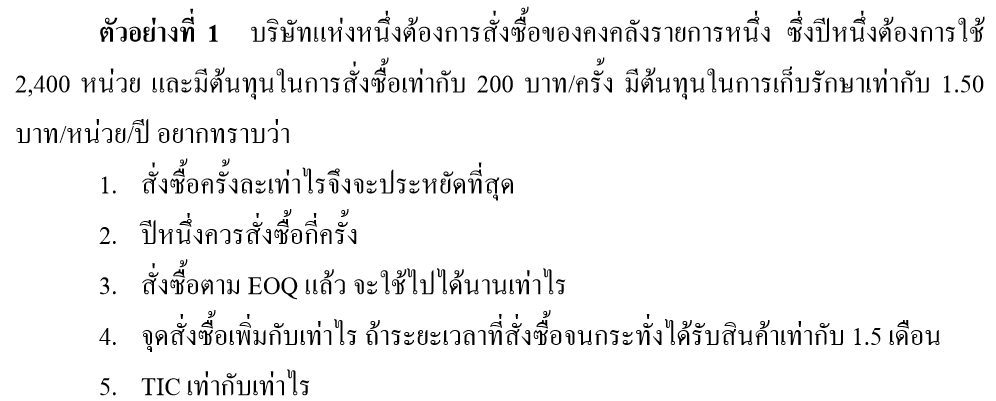 ตัวอย่างที่ 1 บริษัทแห่งหนึ่งต้องการสั่งซื้อของคงคลังรายการหนึ่ง ซึ่งปีหนึ่งต้องการใช้
2,400 หน่วย และมีต้นทุนในการสั่งซื้อเท่ากับ 200 บาท/ครั้ง มีต้นทุนในการเก็บรักษาเท่ากับ 1.50
บาท/หน่วย/ปี อยากทราบว่า
1. สั่งซื้อครั้งละเท่าไรจึงจะประหยัดที่สุด
2. ปีหนึ่งควรสั่งซื้อกี่ครั้ง
3. สั่งซื้อตาม EOQ แล้ว จะใช้ไปได้นานเท่าไร
4. จุดสั่งซื้อเพิ่มกับเท่าไร ถ้าระยะเวลาที่สั่งซื้อจนกระทั่งได้รับสินค้าเท่ากับ 1.5 เดือน
5. TIC เท่ากับเท่าไร